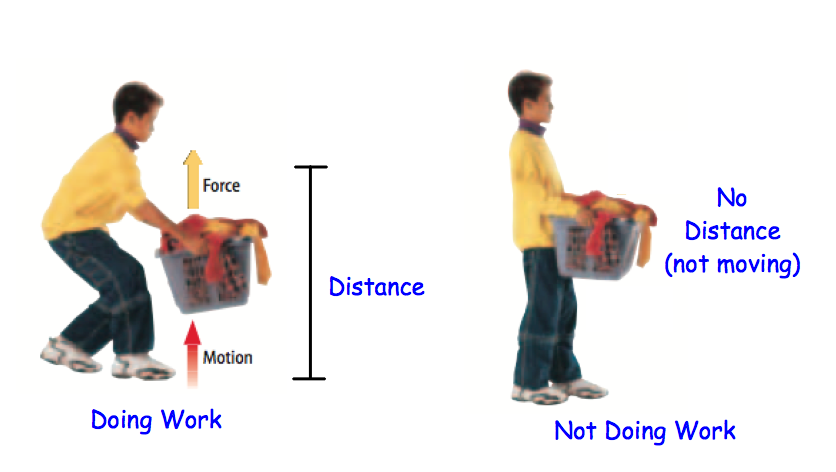 Force
Distance
Motion
Doing Work
No
Distance
(not moving)
Not Doing Work